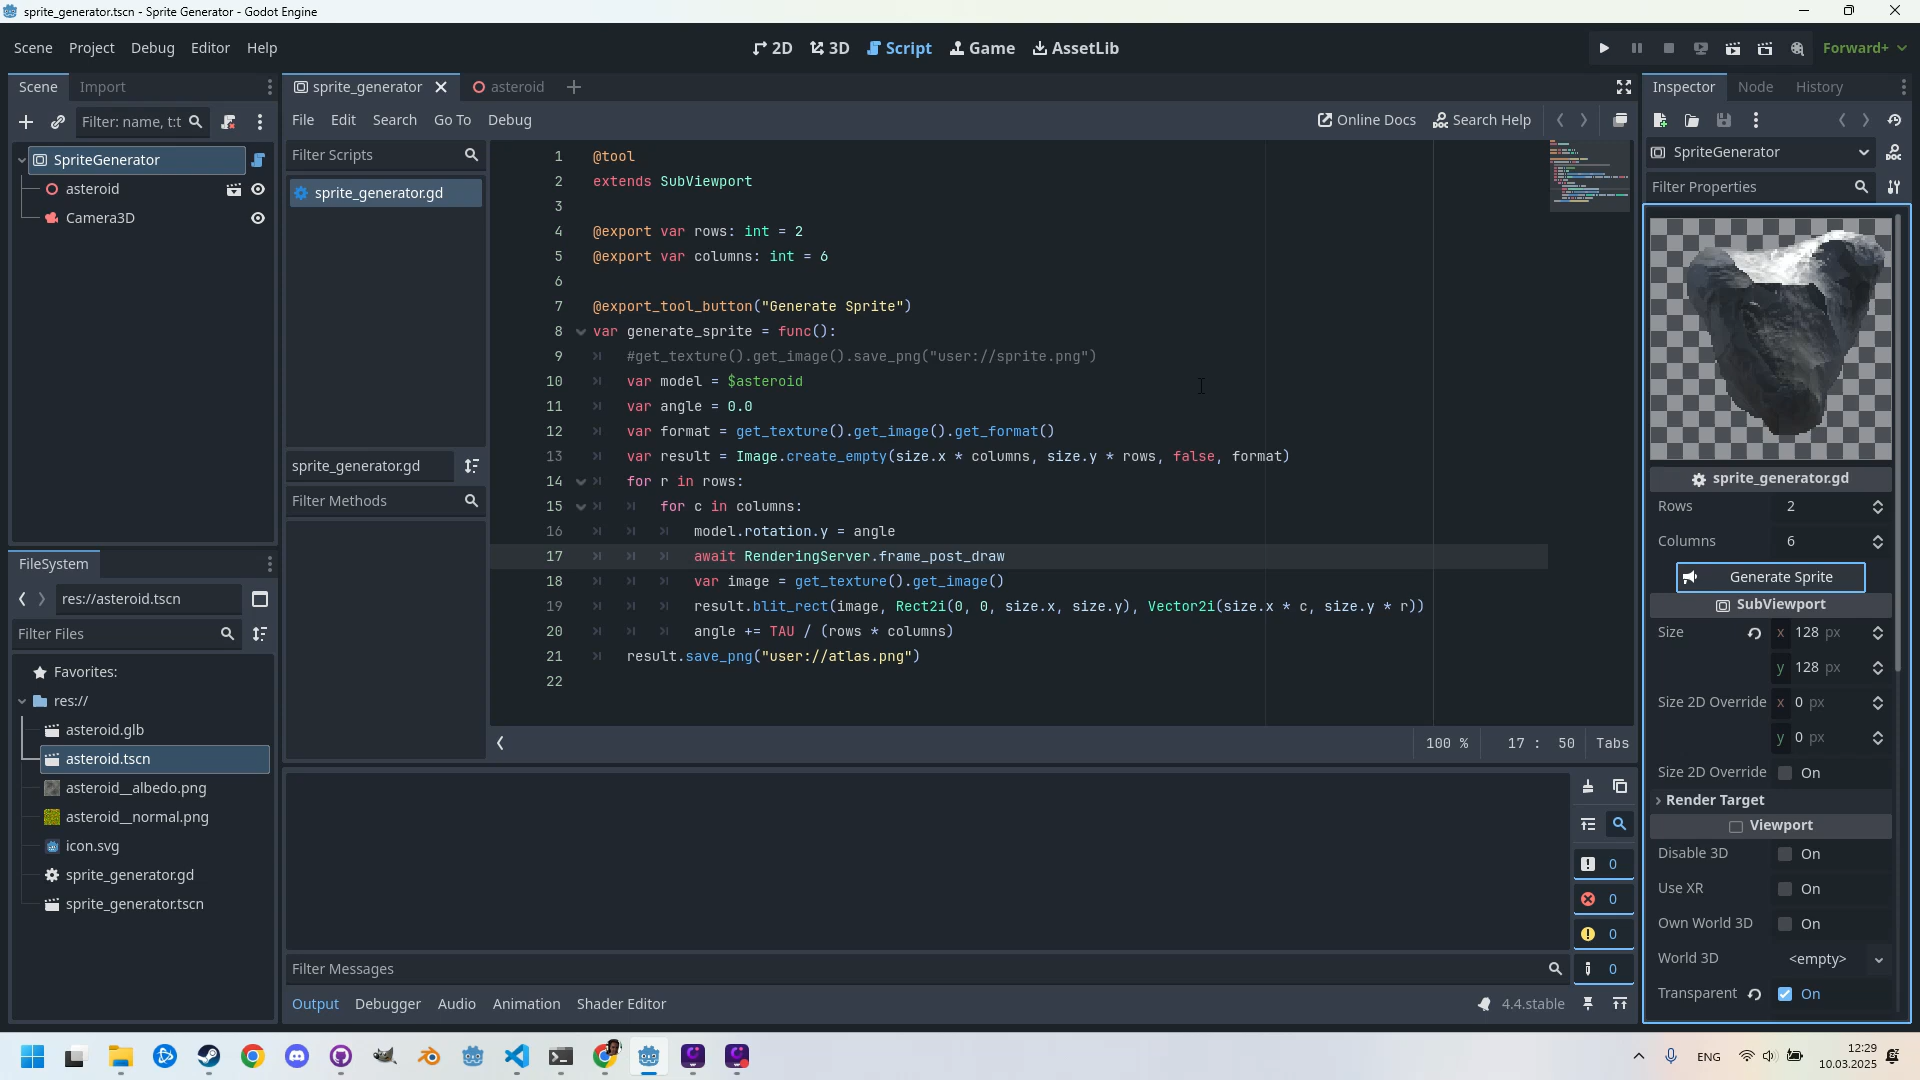 sprite_generator.tscn - Sprite Generator - Godot Engine
Scene Project Debug Editor Help
2D 3D Script Game AssetLib
Forward+
Scene Import
sprite_generator asteroid
Inspector Node History
Filter: name, t:t
File Edit Search Go To Debug
Online Docs Search Help
SpriteGenerator
asteroid
Camera3D
Filter Scripts
sprite_generator.gd
sprite_generator.gd
Filter Methods
1 @tool
2 extends SubViewport
3
4 @export var rows: int = 2
5 @export var columns: int = 6
6
7 @export_tool_button("Generate Sprite")
8 var generate_sprite = func():
9 #get_texture().get_image().save_png("user://sprite.png")
10 var model = $asteroid
11 var angle = 0.0
12 var format = get_texture().get_image().get_format()
13 var result = Image.create_empty(size.x * columns, size.y * rows, false, format)
14 for r in rows:
15 for c in columns:
16 model.rotation.y = angle
17 await RenderingServer.frame_post_draw
18 var image = get_texture().get_image()
19 result.blit_rect(image, Rect2i(0, 0, size.x, size.y), Vector2i(size.x * c, size.y * r))
20 angle += TAU / (rows * columns)
21 result.save_png("user://atlas.png")
22
100 % 17 : 50 Tabs
FileSystem
res://asteroid.tscn
Filter Files
Favorites:
res://
asteroid.glb
asteroid.tscn
asteroid__albedo.png
asteroid__normal.png
icon.svg
sprite_generator.gd
sprite_generator.tscn
0
0
0
0
Filter Messages
Output Debugger Audio Animation Shader Editor
4.4.stable
SpriteGenerator
Filter Properties
sprite_generator.gd
Rows 2
Columns 6
Generate Sprite
SubViewport
Size x 128 px
y 128 px
Size 2D Override x 0 px
y 0 px
Size 2D Override On
Render Target
Viewport
Disable 3D On
Use XR On
Own World 3D On
World 3D <empty>
Transparent On
ENG
12:29
10.03.2025